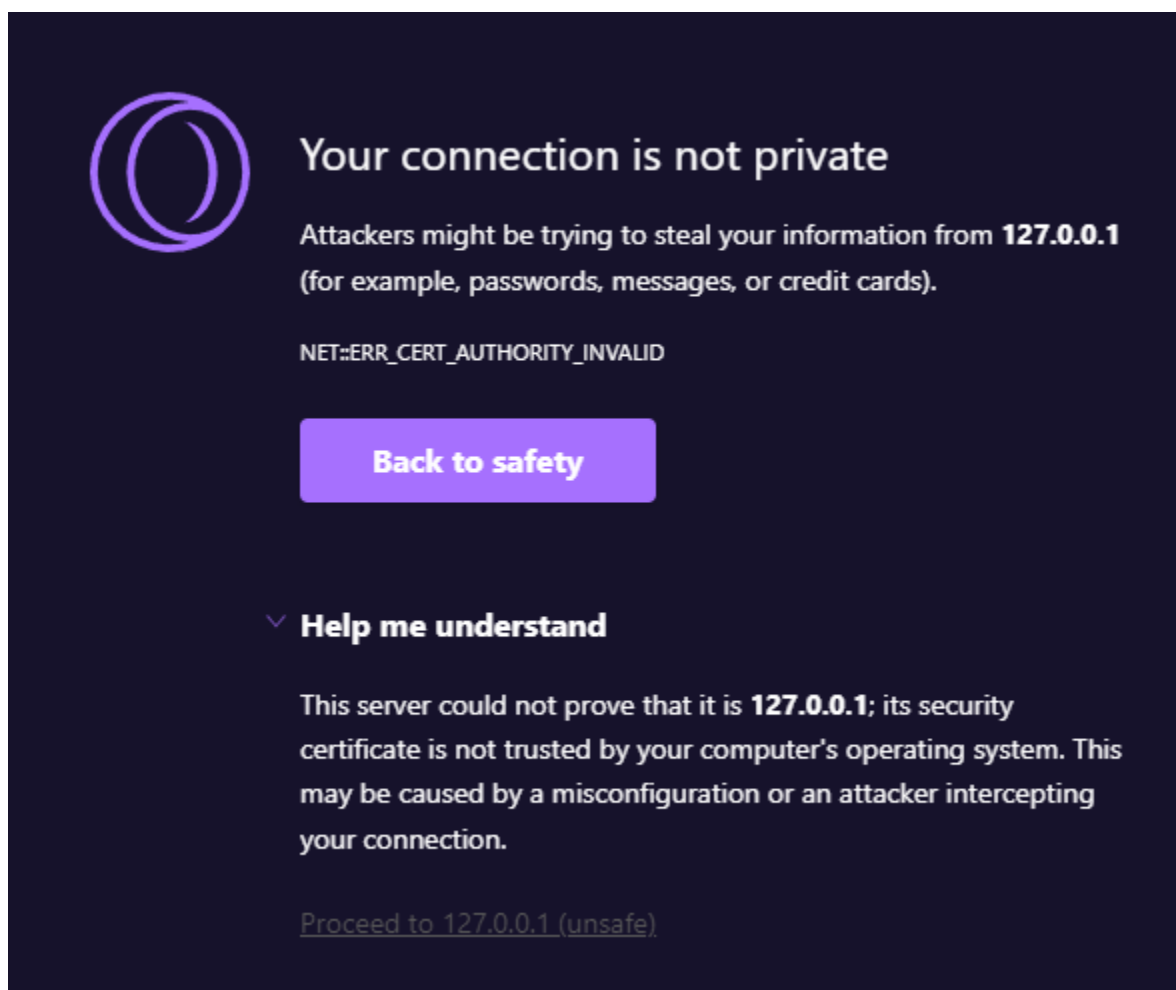 Your connection is not private
Attackers might be trying to steal your information from 127.0.0.1
(for example, passwords, messages, or credit cards).
NET::ERR_CERT_AUTHORITY_INVALID
Back to safety
Help me understand
This server could not prove that it is 127.0.0.1; its security
certificate is not trusted by your computer's operating system. This
may be caused by a misconfiguration or an attacker intercepting
your connection.
Proceed to 127.0.0.1 (unsafe)